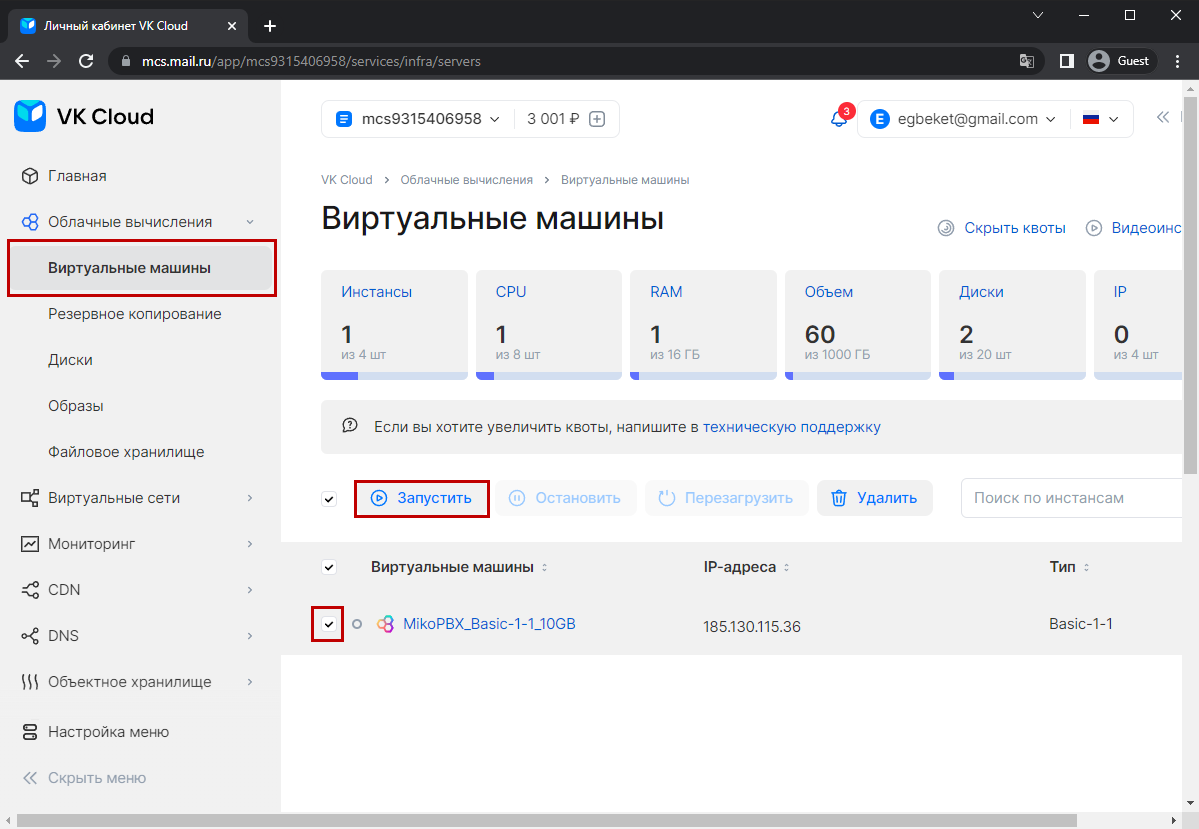 Личный кабинет VK Cloud
mcs.mail.ru/app/mcs9315406958/services/infra/servers
Guest
VK Cloud
Главная
Облачные вычисления
Виртуальные машины
Резервное копирование
Диски
Образы
Файловое хранилище
Виртуальные сети
Мониторинг
CDN
DNS
Объектное хранилище
Настройка меню
Скрыть меню
mcs9315406958 3 001 ₽
3
E egbeket@gmail.com
VK Cloud > Облачные вычисления > Виртуальные машины
Виртуальные машины
Скрыть квоты Видеоинс
Инстансы CPU RAM Объем Диски IP
1 1 1 60 2 0
из 4 шт из 8 шт из 16 ГБ из 1000 ГБ из 20 шт из 4 шт
Если вы хотите увеличить квоты, напишите в техническую поддержку
Запустить Остановить Перезагрузить Удалить Поиск по инстансам
Виртуальные машины IP-адреса Тип
MikoPBX_Basic-1-1_10GB 185.130.115.36 Basic-1-1